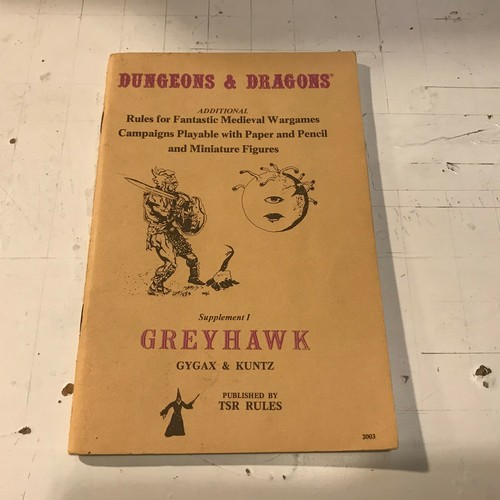 DUNGEONS & DRAGONS®
ADDITIONAL
Rules for Fantastic Medieval Wargames
Campaigns Playable with Paper and Pencil
and Miniature Figures
Supplement I
GREYHAWK
GYGAX & KUNTZ
PUBLISHED BY
TSR RULES
2003